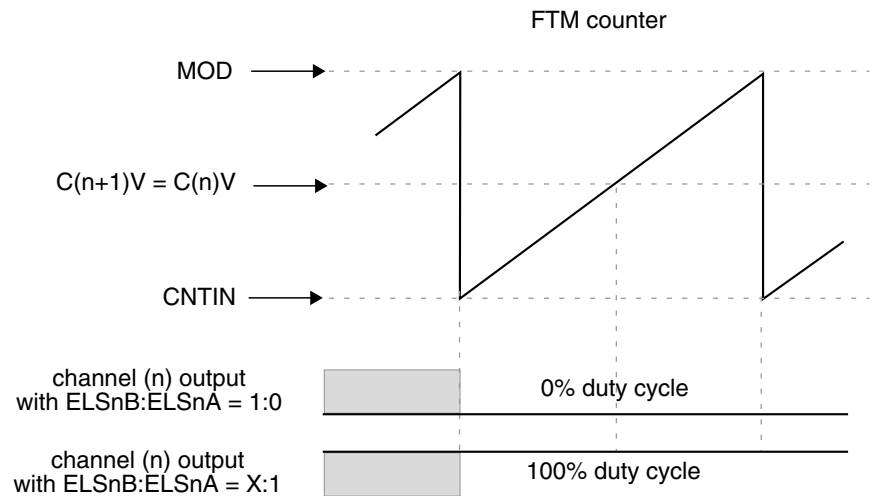 FTM counter
MOD
C(n+1)V = C(n)V
CNTIN
channel (n) output
with ELSnB:ELSnA = 1:0
0% duty cycle
channel (n) output
with ELSnB:ELSnA = X:1
100% duty cycle